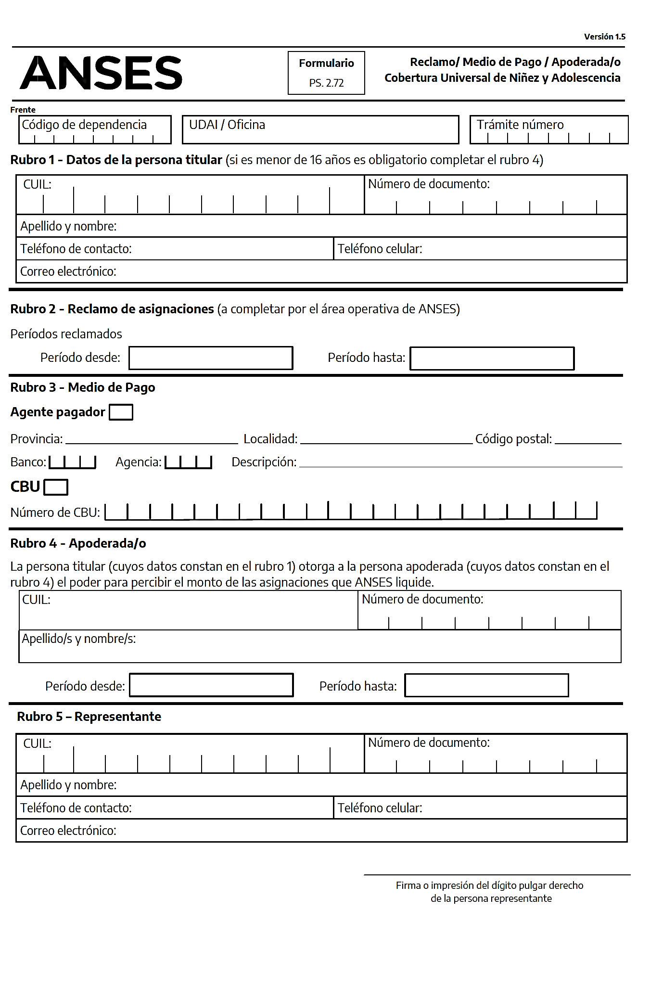 Versión 1.5
ANSES
Formulario
PS. 2.72
Reclamo/ Medio de Pago / Apoderada/o
Cobertura Universal de Niñez y Adolescencia
Frente
Código de dependencia
UDAI / Oficina
Trámite número
Rubro 1 - Datos de la persona titular (si es menor de 16 años es obligatorio completar el rubro 4)
CUIL:
Número de documento:
Apellido y nombre:
Teléfono de contacto:
Teléfono celular:
Correo electrónico:
Rubro 2 - Reclamo de asignaciones (a completar por el área operativa de ANSES)
Períodos reclamados
Período desde:
Período hasta:
Rubro 3 - Medio de Pago
Agente pagador
Provincia:
Localidad:
Código postal:
Banco:
Agencia:
Descripción:
CBU
Número de CBU:
Rubro 4 - Apoderada/o
La persona titular (cuyos datos constan en el rubro 1) otorga a la persona apoderada (cuyos datos constan en el
rubro 4) el poder para percibir el monto de las asignaciones que ANSES liquide.
CUIL:
Número de documento:
Apellido/s y nombre/s:
Período desde:
Período hasta:
Rubro 5 – Representante
CUIL:
Número de documento:
Apellido y nombre:
Teléfono de contacto:
Teléfono celular:
Correo electrónico:
Firma o impresión del dígito pulgar derecho
de la persona representante